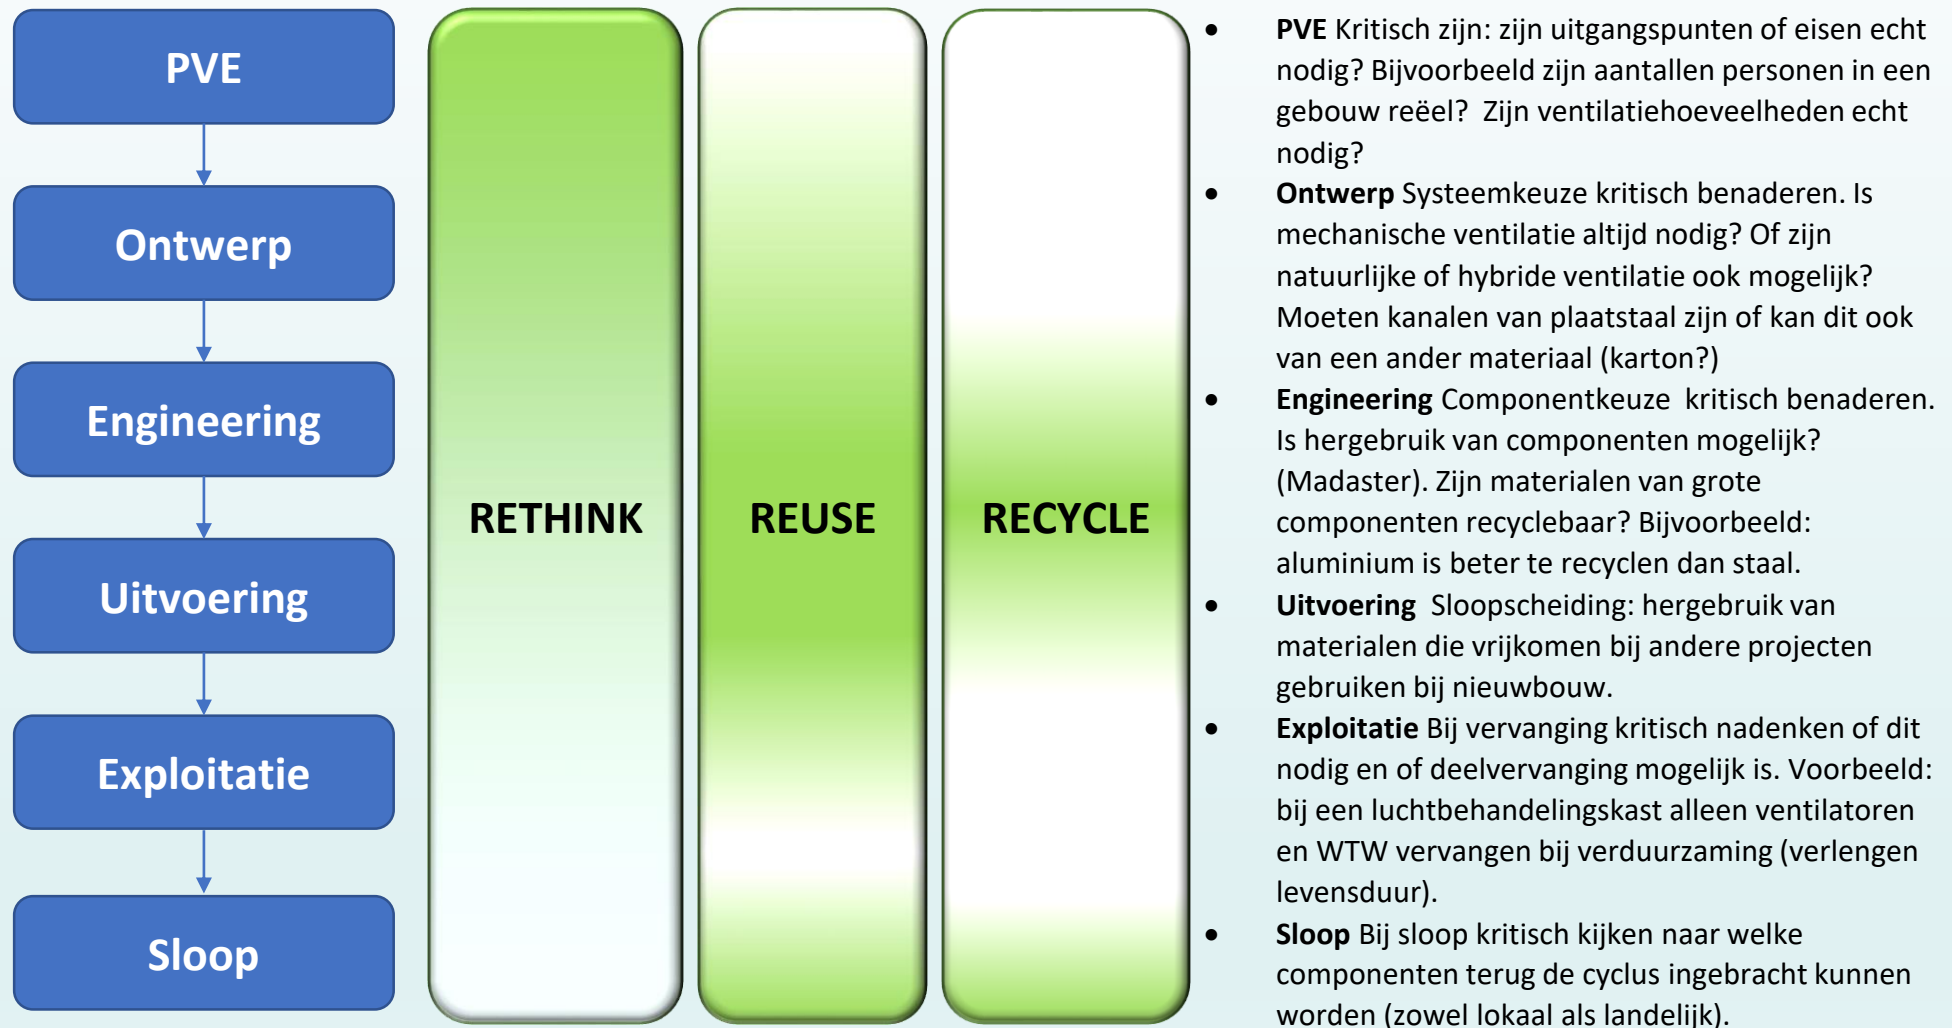 PVE
Ontwerp
Engineering
Uitvoering
Exploitatie
Sloop
RETHINK
REUSE
RECYCLE
• PVE Kritisch zijn: zijn uitgangspunten of eisen echt
nodig? Bijvoorbeeld zijn aantallen personen in een
gebouw reëel?  Zijn ventilatiehoeveelheden echt
nodig?
• Ontwerp Systeemkeuze kritisch benaderen. Is
mechanische ventilatie altijd nodig? Of zijn
natuurlijke of hybride ventilatie ook mogelijk?
Moeten kanalen van plaatstaal zijn of kan dit ook
van een ander materiaal (karton?)
• Engineering Componentkeuze  kritisch benaderen.
Is hergebruik van componenten mogelijk?
(Madaster). Zijn materialen van grote
componenten recyclebaar? Bijvoorbeeld:
aluminium is beter te recyclen dan staal.
• Uitvoering  Sloopscheiding: hergebruik van
materialen die vrijkomen bij andere projecten
gebruiken bij nieuwbouw.
• Exploitatie Bij vervanging kritisch nadenken of dit
nodig en of deelvervanging mogelijk is. Voorbeeld:
bij een luchtbehandelingskast alleen ventilatoren
en WTW vervangen bij verduurzaming (verlengen
levensduur).
• Sloop Bij sloop kritisch kijken naar welke
componenten terug de cyclus ingebracht kunnen
worden (zowel lokaal als landelijk).